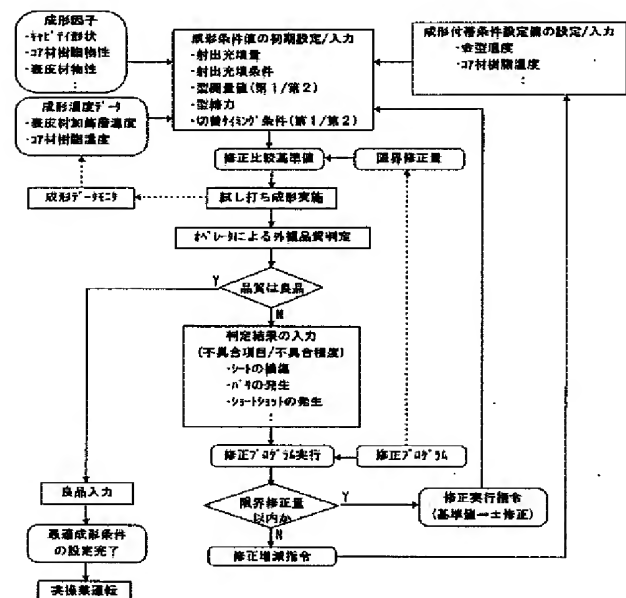 成形因子
・ｷｬﾋﾞﾃｨ形状
・ｺｱ材樹脂物性
・表皮材物性
：
成形温度データ
・表皮材加飾層温度
・ｺｱ材樹脂温度
：
成形条件値の初期設定/入力
・射出充填量
・射出充填条件
・型開量値(第1/第2)
・型締力
・切替タイミング条件(第1/第2)
成形付帯条件設定値の設定/入力
・金型温度
・ｺｱ材樹脂温度
：
修正比較基準値
限界修正量
成形ﾃﾞｰﾀﾓﾆﾀ
試し打ち成形実施
ｵﾍﾟﾚｰﾀによる外観品質判定
Y
品質は良品
N
判定結果の入力
(不具合項目/不具合程度)
・ｼｰﾄの損傷
・ﾊﾞﾘの発生
・ｼｮｰﾄｼｮｯﾄの発生
：
修正ﾌﾟﾛｸﾞﾗﾑ実行
修正ﾌﾟﾛｸﾞﾗﾑ
良品入力
限界修正量
以内か
Y
修正実行指令
(基準値→±修正)
N
最適成形条件
の設定完了
修正増減指令
実操業運転